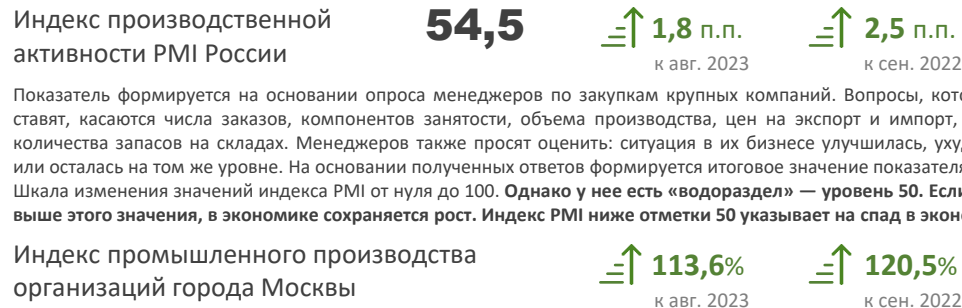 Индекс производственной
активности PMI России
54,5
1,8 п.п.
к авг. 2023
2,5 п.п.
к сен. 2022
Показатель формируется на основании опроса менеджеров по закупкам крупных компаний. Вопросы,
ставят, касаются числа заказов, компонентов занятости, объема производства, цен на экспорт и импорт,
количества запасов на складах. Менеджеров также просят оценить: ситуация в их бизнесе улучшилась,
или осталась на том же уровне. На основании полученных ответов формируется итоговое значение показателя
Шкала изменения значений индекса PMI от нуля до 100. Однако у нее есть «водораздел» — уровень 50. Если
выше этого значения, в экономике сохраняется рост. Индекс PMI ниже отметки 50 указывает на спад в
Индекс промышленного производства
организаций города Москвы
113,6%
к авг. 2023
120,5%
к сен. 2022